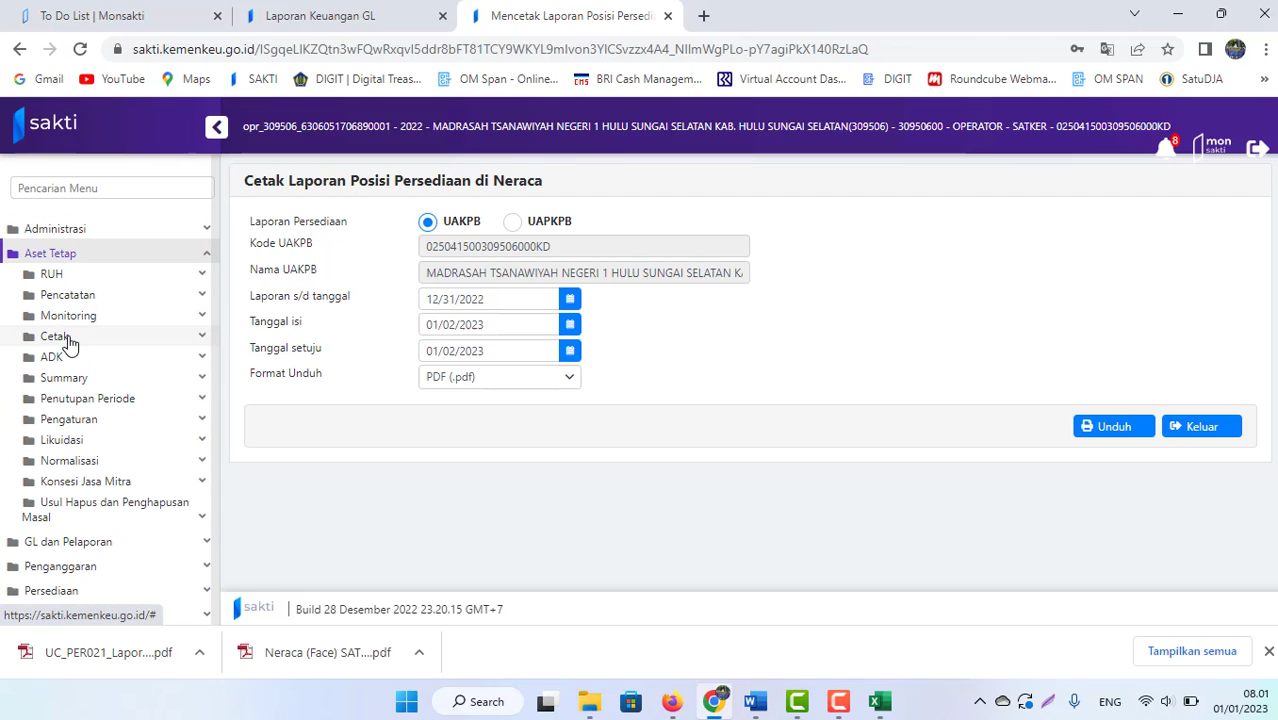 To Do List | Monsakti
Laporan Keuangan GL
Mencetak Laporan Posisi Persedi
sakti.kemenkeu.go.id/
Gmail
YouTube
Maps
SAKTI
DIGIT | Digital Treas...
OM Span - Online...
CMS
BRI Cash Managem...
Virtual Account Das...
DIGIT
Roundcube Webma...
OM SPAN
SatuDJA
»
sakti
opr_309506_6306051706890001 - 2022 - MADRASAH TSANAWIYAH NEGERI 1 HULU SUNGAI SELATAN KAB. HULU SUNGAI SELATAN(309506) - 30950600 - OPERATOR - SATKER - 025041500309506000KD
8
mon
sakti
Pencarian Menu
Administrasi
Aset Tetap
RUH
Pencatatan
Monitoring
Cetak
ADK
Summary
Penutupan Periode
Pengaturan
Likuidasi
Normalisasi
Konsesi Jasa Mitra
Usul Hapus dan Penghapusan
Masal
GL dan Pelaporan
Penganggaran
Persediaan
https://sakti.kemenkeu.go.id/#
Cetak Laporan Posisi Persediaan di Neraca
Laporan Persediaan
UAKPB
UAPKPB
Kode UAKPB
025041500309506000KD
Nama UAKPB
MADRASAH TSANAWIYAH NEGERI 1 HULU SUNGAI SELATAN K
Laporan s/d tanggal
12/31/2022
Tanggal isi
01/02/2023
Tanggal setuju
01/02/2023
Format Unduh
PDF (.pdf)
Unduh
Keluar
sakti
Build 28 Desember 2022 23.20.15 GMT+7
UC_PER021_Lapor....pdf
Neraca (Face) SAT....pdf
Tampilkan semua
Search
ENG
08.01
01/01/2023